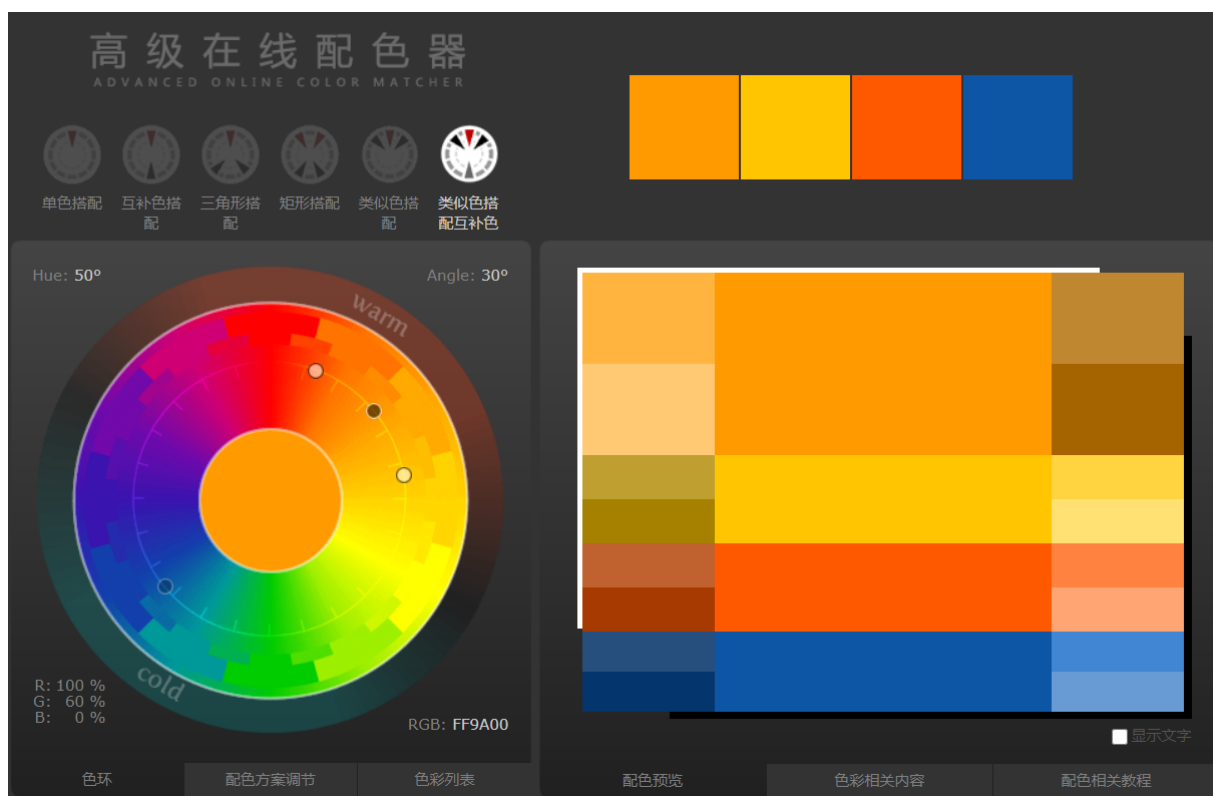 高级在线配色器
ADVANCED ONLINE COLOR MATCHER
单色搭配
互补色搭
配
三角形搭
配
矩形搭配
类似色搭
配
类似色搭
配互补色
Hue: 50°
Angle: 30°
warm
cold
R: 100 %
G: 60 %
B: 0 %
RGB: FF9A00
色环
配色方案调节
色彩列表
显示文字
配色预览
色彩相关内容
配色相关教程